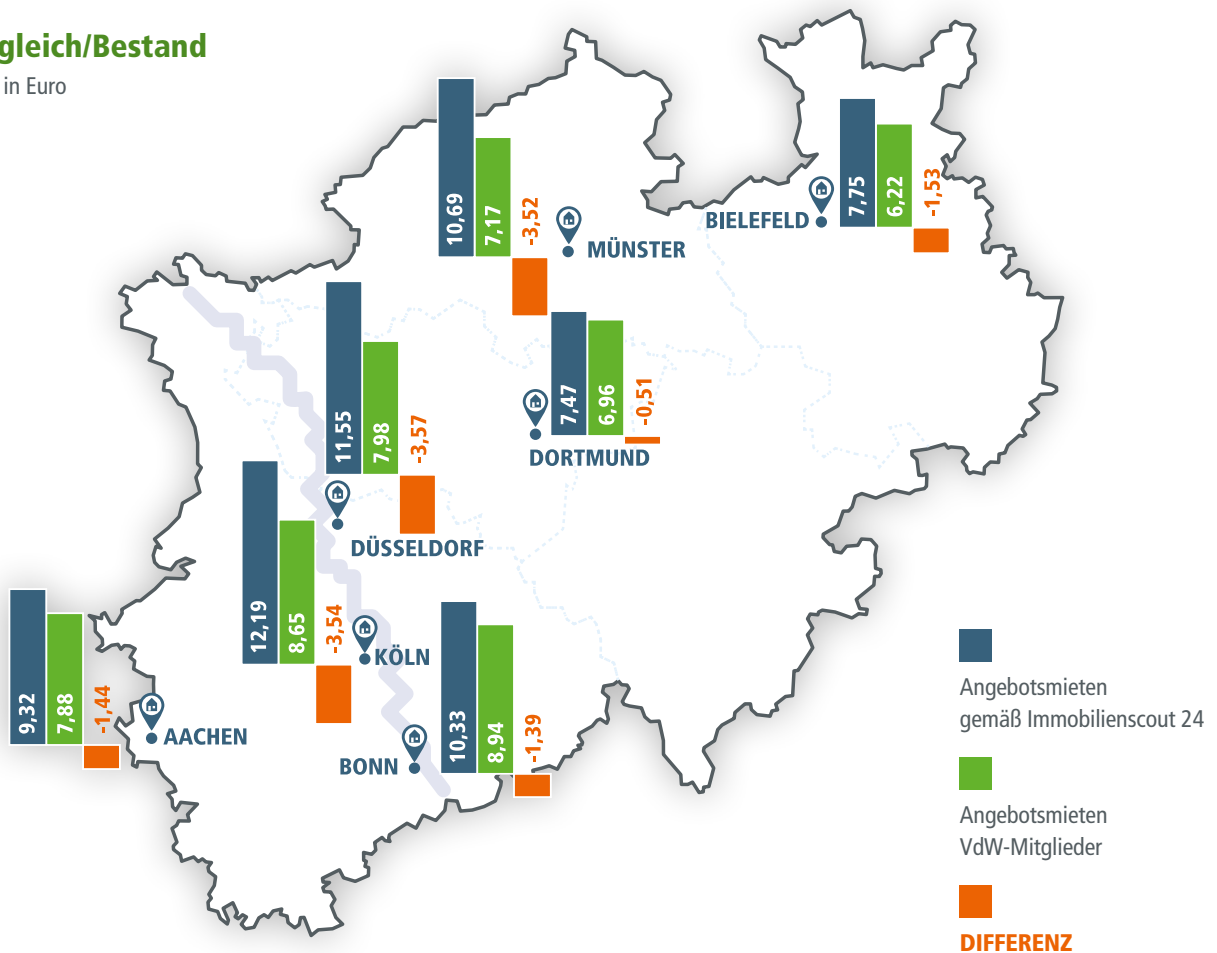 gleich/Bestand
in Euro
10,69
7,17
-3,52
MÜNSTER
7,75
6,22
-1,53
BIELEFELD
11,55
7,98
-3,57
DÜSSELDORF
7,47
6,96
-0,51
DORTMUND
12,19
8,65
-3,54
KÖLN
9,32
7,88
-1,44
AACHEN
10,33
8,94
-1,39
BONN
Angebotsmieten
gemäß Immobilienscout 24
Angebotsmieten
VdW-Mitglieder
DIFFERENZ